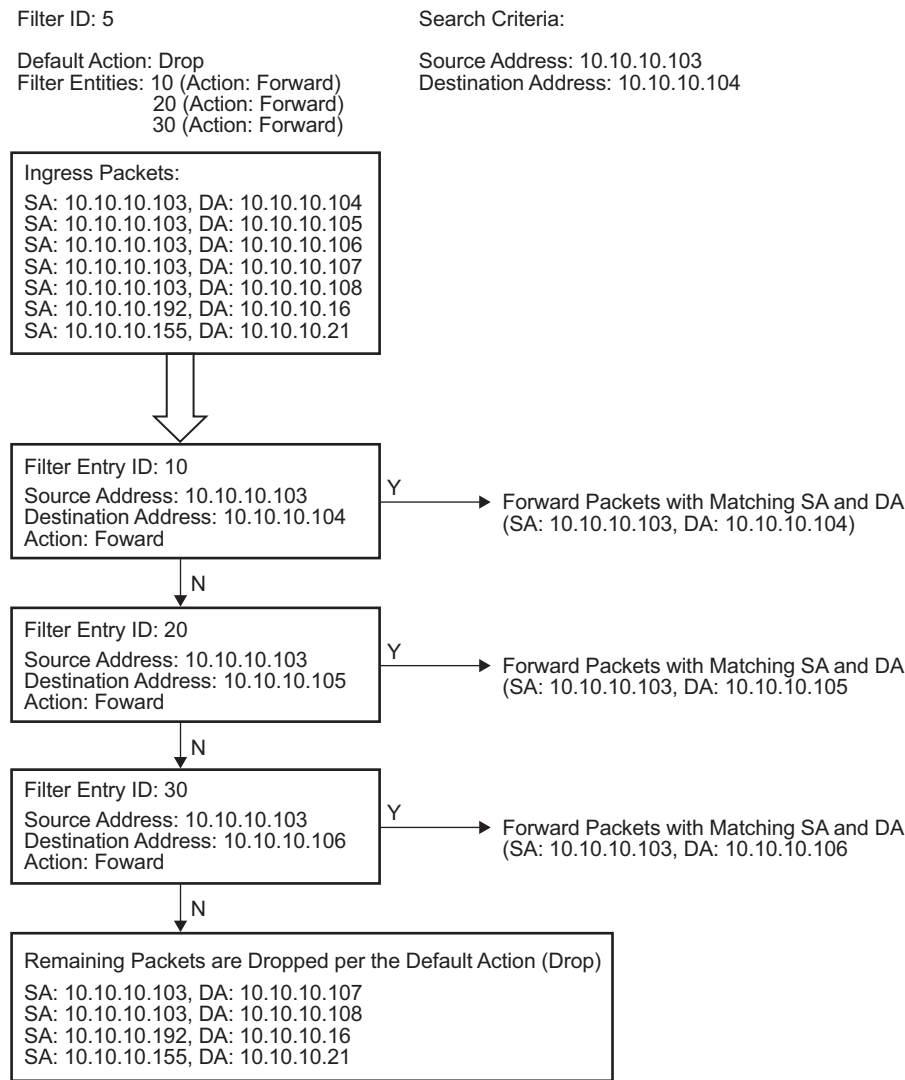 Filter ID: 5
Search Criteria:
Default Action: Drop
Filter Entities: 10 (Action: Forward)
20 (Action: Forward)
30 (Action: Forward)
Source Address: 10.10.10.103
Destination Address: 10.10.10.104
Ingress Packets:
SA: 10.10.10.103, DA: 10.10.10.104
SA: 10.10.10.103, DA: 10.10.10.105
SA: 10.10.10.103, DA: 10.10.10.106
SA: 10.10.10.103, DA: 10.10.10.107
SA: 10.10.10.103, DA: 10.10.10.108
SA: 10.10.10.192, DA: 10.10.10.16
SA: 10.10.10.155, DA: 10.10.10.21
Filter Entry ID: 10
Source Address: 10.10.10.103
Destination Address: 10.10.10.104
Action: Foward
Y
Forward Packets with Matching SA and DA
(SA: 10.10.10.103, DA: 10.10.10.104)
N
Filter Entry ID: 20
Source Address: 10.10.10.103
Destination Address: 10.10.10.105
Action: Foward
Y
Forward Packets with Matching SA and DA
(SA: 10.10.10.103, DA: 10.10.10.105
N
Filter Entry ID: 30
Source Address: 10.10.10.103
Destination Address: 10.10.10.106
Action: Foward
Y
Forward Packets with Matching SA and DA
(SA: 10.10.10.103, DA: 10.10.10.106
N
Remaining Packets are Dropped per the Default Action (Drop)
SA: 10.10.10.103, DA: 10.10.10.107
SA: 10.10.10.103, DA: 10.10.10.108
SA: 10.10.10.192, DA: 10.10.10.16
SA: 10.10.10.155, DA: 10.10.10.21